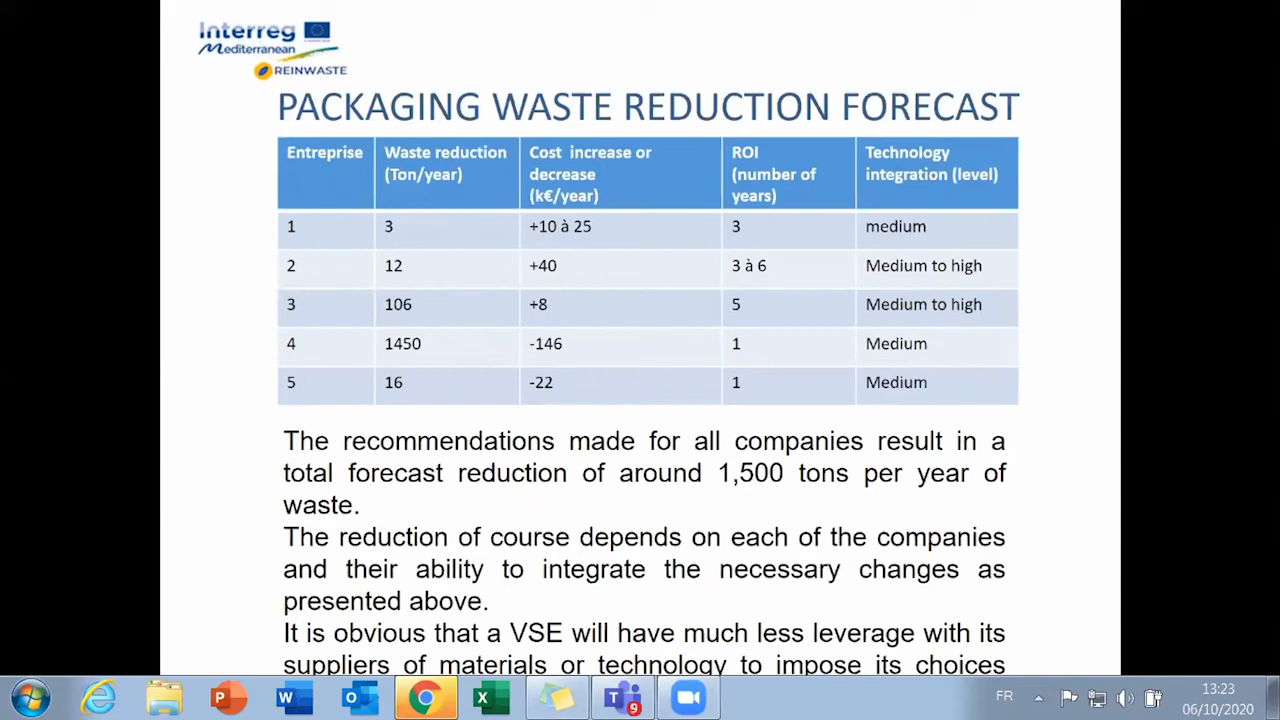 Interreg
Mediterranean
REINWASTE
PACKAGING WASTE REDUCTION FORECAST
Entreprise Waste reduction (Ton/year) Cost increase or decrease (k€/year) ROI (number of years) Technology integration (level)
1 3 +10 à 25 3 medium
2 12 +40 3 à 6 Medium to high
3 106 +8 5 Medium to high
4 1450 -146 1 Medium
5 16 -22 1 Medium
The recommendations made for all companies result in a
total forecast reduction of around 1,500 tons per year of
waste.
The reduction of course depends on each of the companies
and their ability to integrate the necessary changes as
presented above.
It is obvious that a VSE will have much less leverage with its
suppliers of materials or technology to impose its choices
FR
13:23
06/10/2020
9